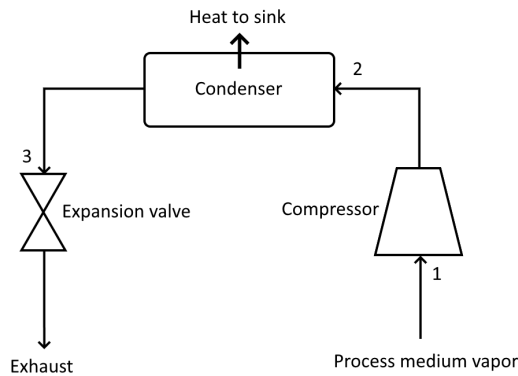 Heat to sink
Condenser
2
3
Expansion valve
Compressor
1
Process medium vapor
Exhaust